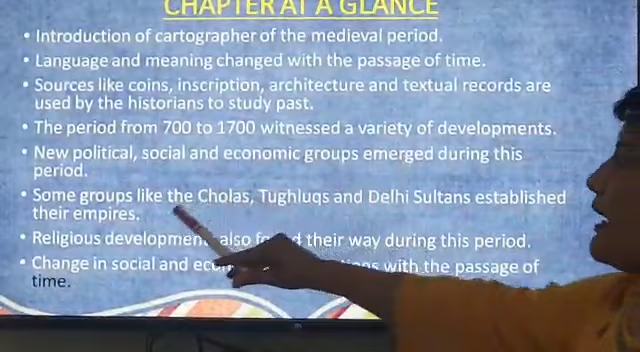 CHAPTER AT A GLANCE
• Introduction of cartographer of the medieval period.
• Language and meaning changed with the passage of time.
• Sources like coins, inscription, architecture and textual records are
used by the historians to study past.
• The period from 700 to 1700 witnessed a variety of developments.
• New political, social and economic groups emerged during this
period.
• Some groups like the Cholas, Tughluqs and Delhi Sultans established
their empires.
• Religious development also their way during this period.
• Change in social and with the passage of
time.